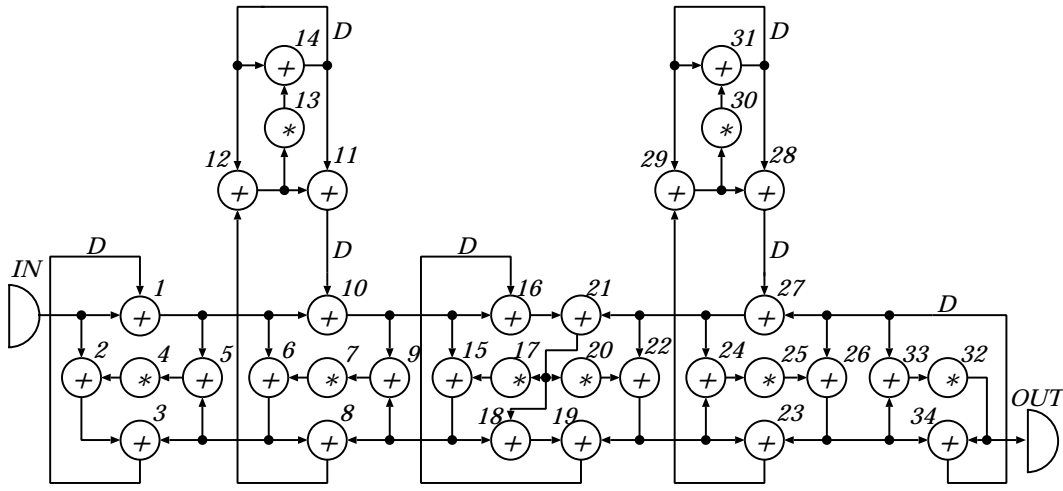 D D
14 31
13 30
12 11 29 28
D D
D D
IN 1 10 16 21 27 D
2 4 5 6 7 9 15 17 20 22 24 25 26 33 32
3 8 18 19 23 34 OUT
+ + + + + + + + + + + + + + + + + + + + + + + + + + +
* * * * * * * *